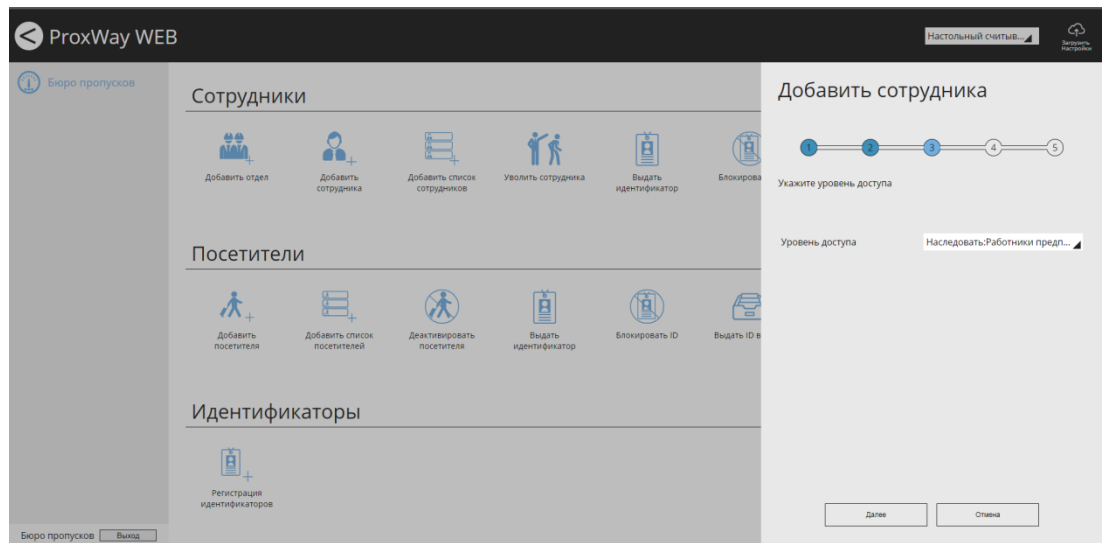 ProxWay WEB
Настольный считыв...
Загрузить
Настройки
Бюро пропусков
Сотрудники
Добавить отдел
Добавить
сотрудника
Добавить список
сотрудников
Уволить сотрудника
Выдать
идентификатор
Блокирова
Посетители
Добавить
посетителя
Добавить список
посетителей
Деактивировать
посетителя
Выдать
идентификатор
Блокировать ID
Выдать ID в
Идентификаторы
Регистрация
идентификаторов
Добавить сотрудника
1 2 3 4 5
Укажите уровень доступа
Уровень доступа Наследовать:Работники предп...
Далее Отмена
Бюро пропусков Выход